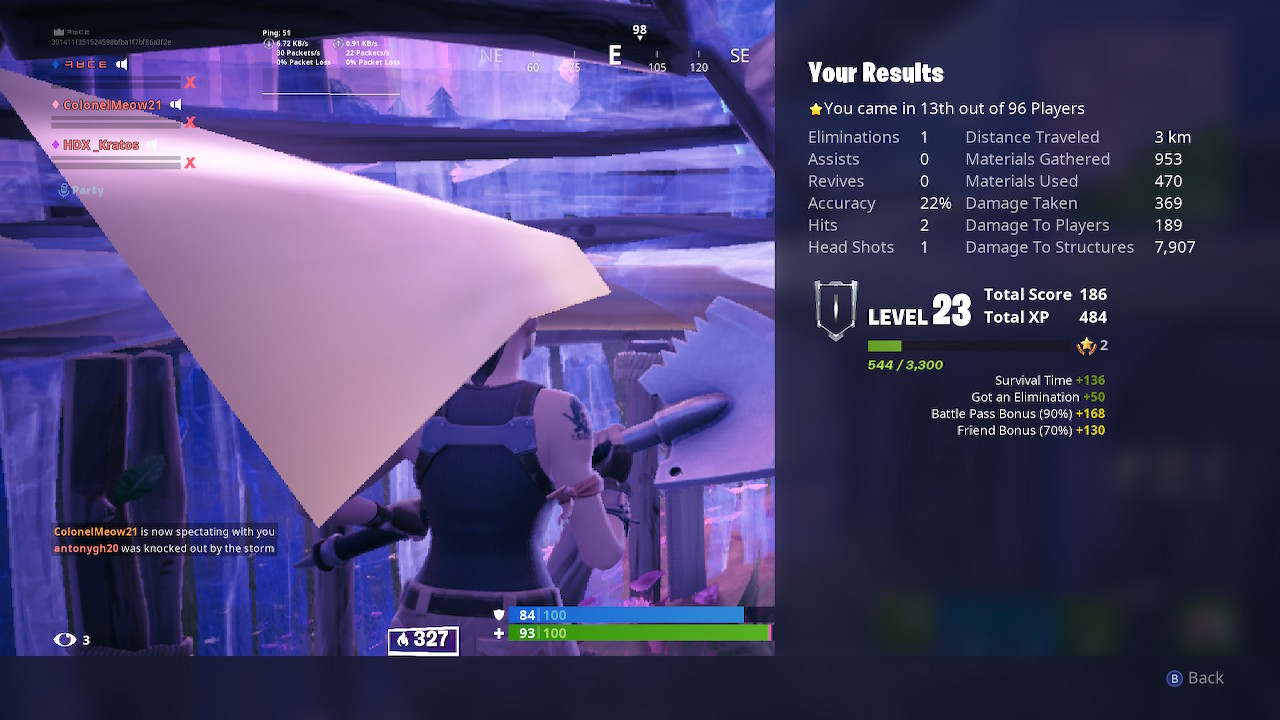 ㅋㅂㄷㄷ
Ping: 51
6.72 KB/s 0.91 KB/s
30 Packets/s 22 Packets/s
0% Packet Loss 0% Packet Loss
98
NE 60 75 E 105 120 SE
ColonelMeow21
HDX_Kratos
Party
ColonelMeow21 is now spectating with you
antonygh20 was knocked out by the storm
3
327
84 | 100
93 | 100
Your Results
You came in 13th out of 96 Players
Eliminations 1 Distance Traveled 3 km
Assists 0 Materials Gathered 953
Revives 0 Materials Used 470
Accuracy 22% Damage Taken 369
Hits 2 Damage To Players 189
Head Shots 1 Damage To Structures 7,907
LEVEL 23
Total Score 186
Total XP 484
2
544 / 3,300
Survival Time +136
Got an Elimination +50
Battle Pass Bonus (90%) +168
Friend Bonus (70%) +130
B Back